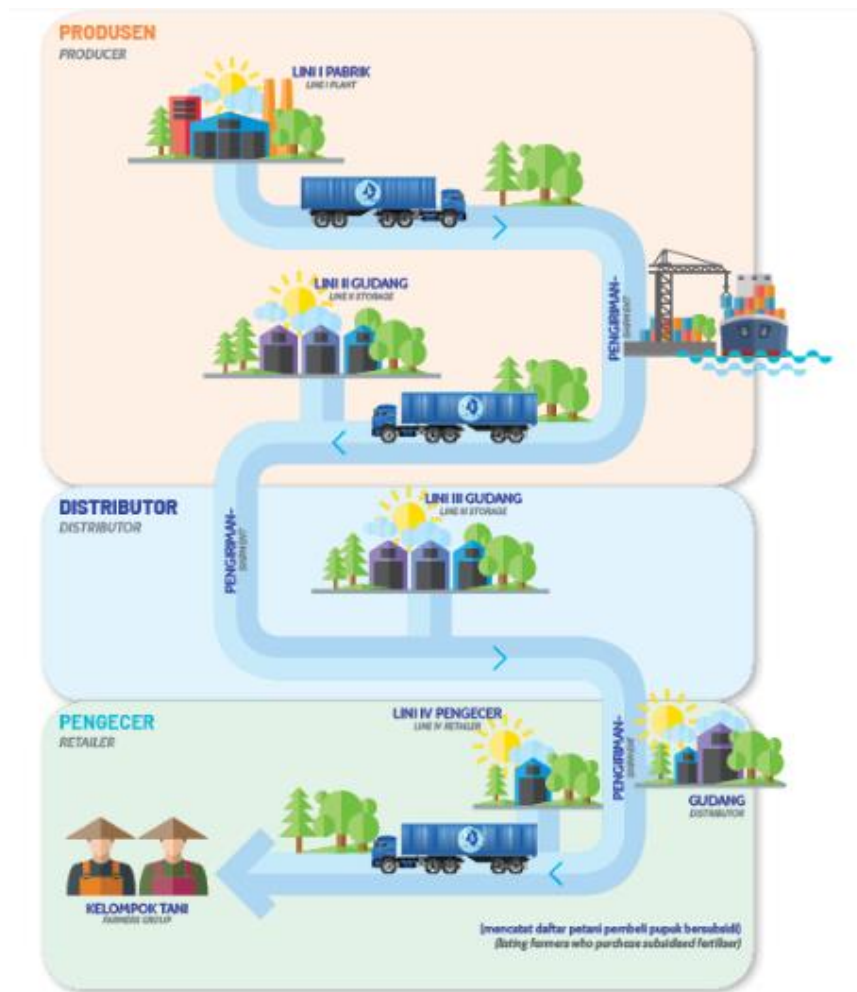 PRODUSEN
PRODUCER
LINI I PABRIK
LINE I PLANT
PENGIRIMAN-
SHIPMENT
LINI II GUDANG
LINE II STORAGE
DISTRIBUTOR
DISTRIBUTOR
LINI III GUDANG
LINE III STORAGE
PENGIRIMAN-
SHIPMENT
PENGECER
RETAILER
LINI IV PENGECER
LINE IV RETAILER
PENGIRIMAN-
SHIPMENT
GUDANG
DISTRIBUTOR
KELOMPOK TANI
FARMERS GROUP
(mencatat daftar petani pembeli pupuk bersubsidi)
(listing farmers who purchase subsidised fertiliser)